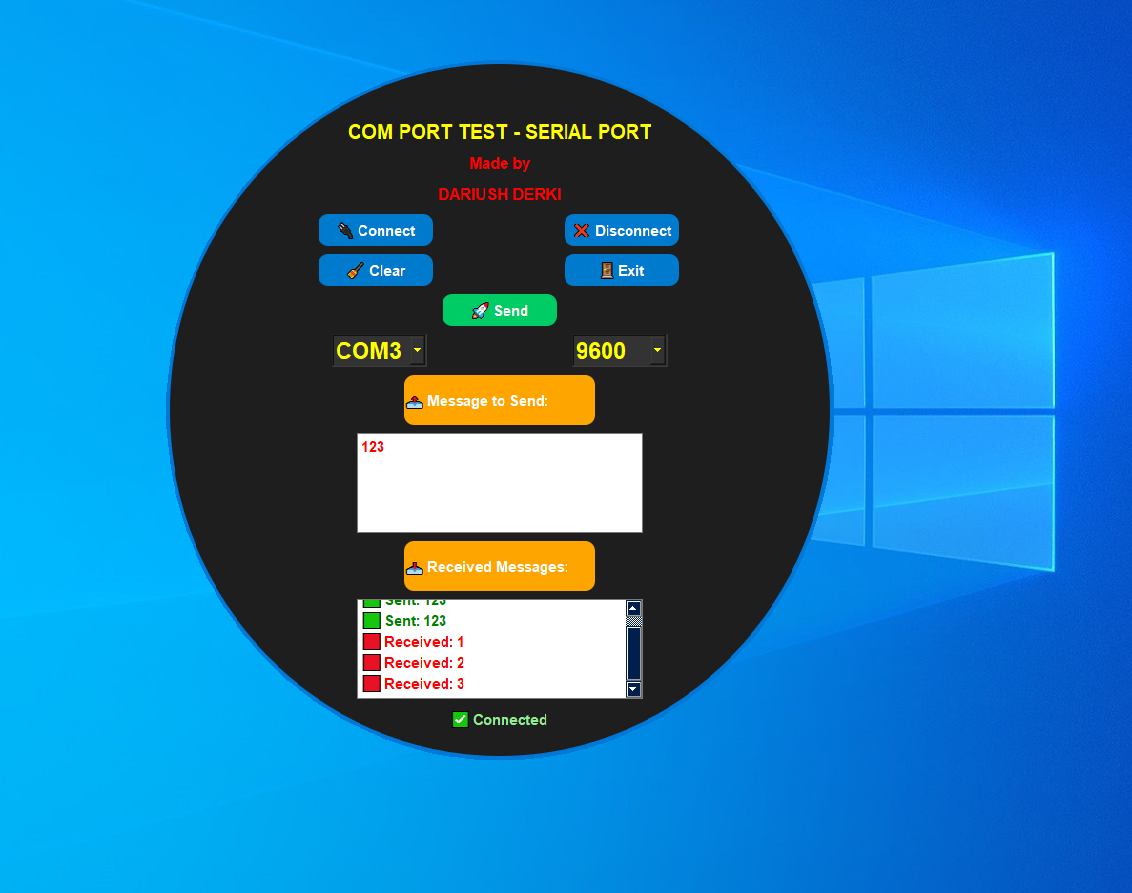 COM PORT TEST - SERIAL PORT
Made by
DARIUSH DERKI
Connect Disconnect
Clear Exit
Send
COM3 9600
Message to Send:
123
Received Messages:
Sent: 123
Sent: 123
Received: 1
Received: 2
Received: 3
Connected